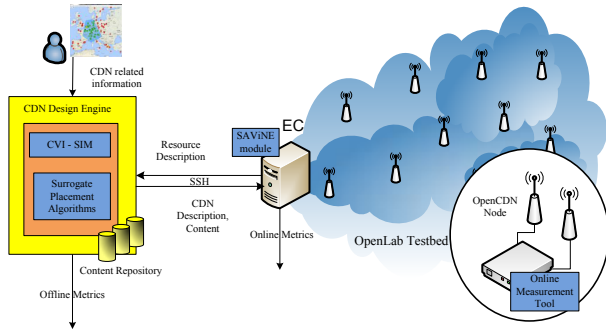 CDN related
information
CDN Design Engine
CVI - SIM
Surrogate
Placement
Algorithms
Content Repository
Offline Metrics
Resource
Description
SSH
CDN
Description,
Content
SAViNE
module
EC
Online Metrics
OpenLab Testbed
OpenCDN
Node
Online
Measurement
Tool